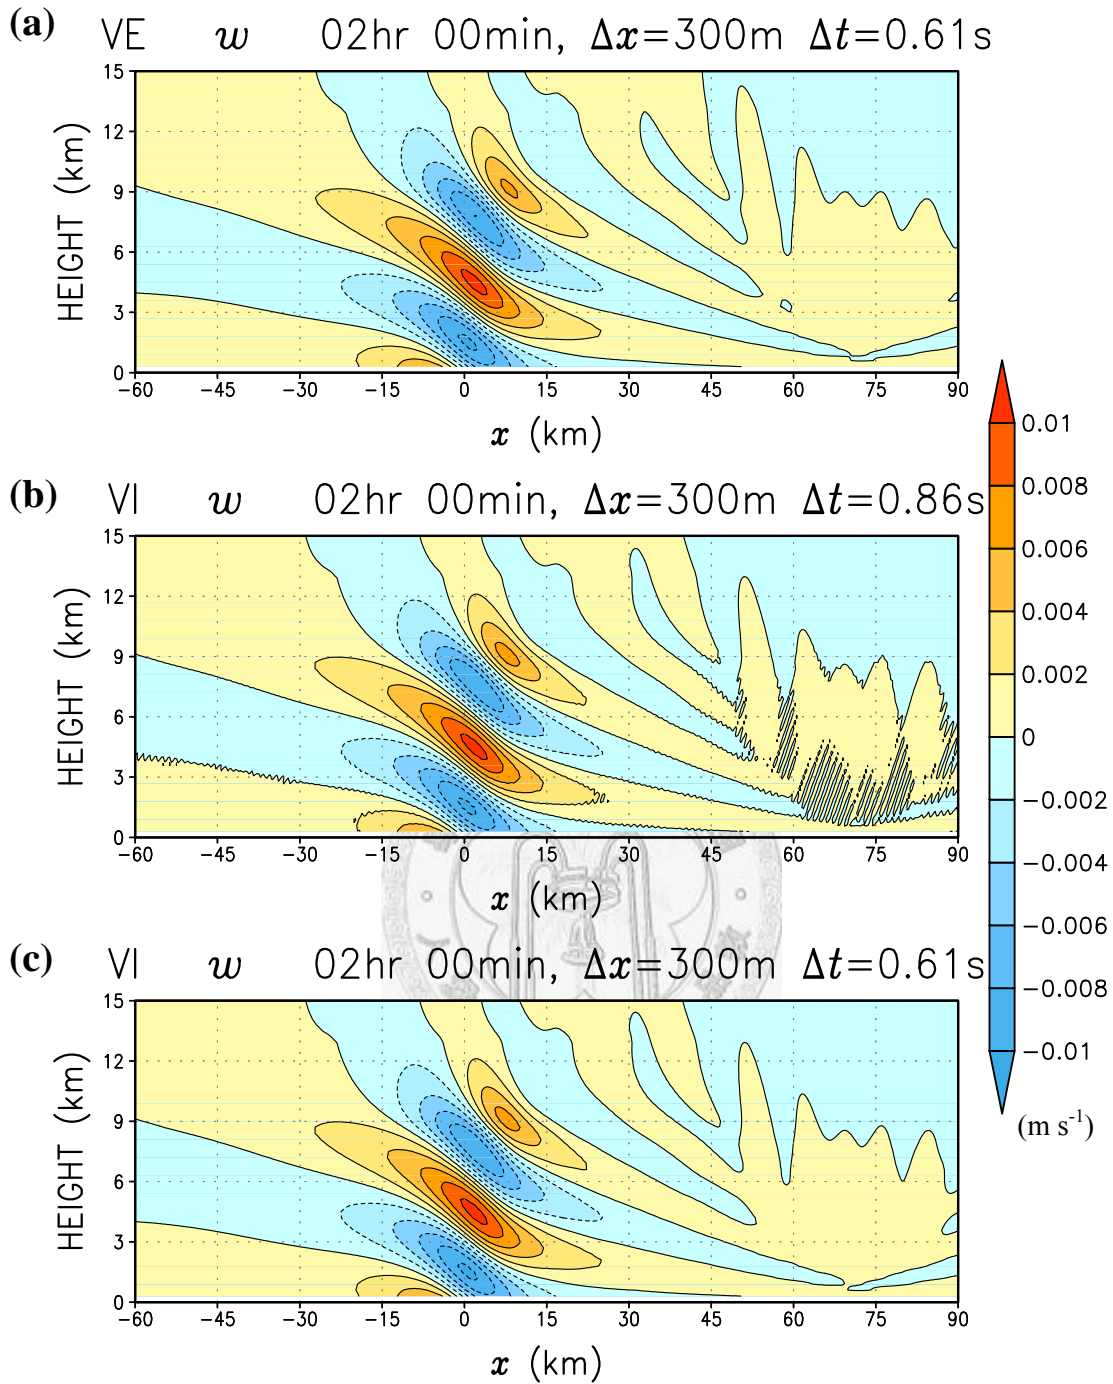 (a) VE w 02hr 00min, Δx=300m Δt=0.61s
15
12
9
6
3
0
HEIGHT (km)
−60 −45 −30 −15 0 15 30 45 60 75 90
x (km)
(b) VI w 02hr 00min, Δx=300m Δt=0.86s
15
12
9
6
3
0
HEIGHT (km)
−60 −45 −30 −15 0 15 30 45 60 75 90
x (km)
(c) VI w 02hr 00min, Δx=300m Δt=0.61s
15
12
9
6
3
0
HEIGHT (km)
−60 −45 −30 −15 0 15 30 45 60 75 90
x (km)
0.01
0.008
0.006
0.004
0.002
0
−0.002
−0.004
−0.006
−0.008
−0.01
(m s⁻¹)